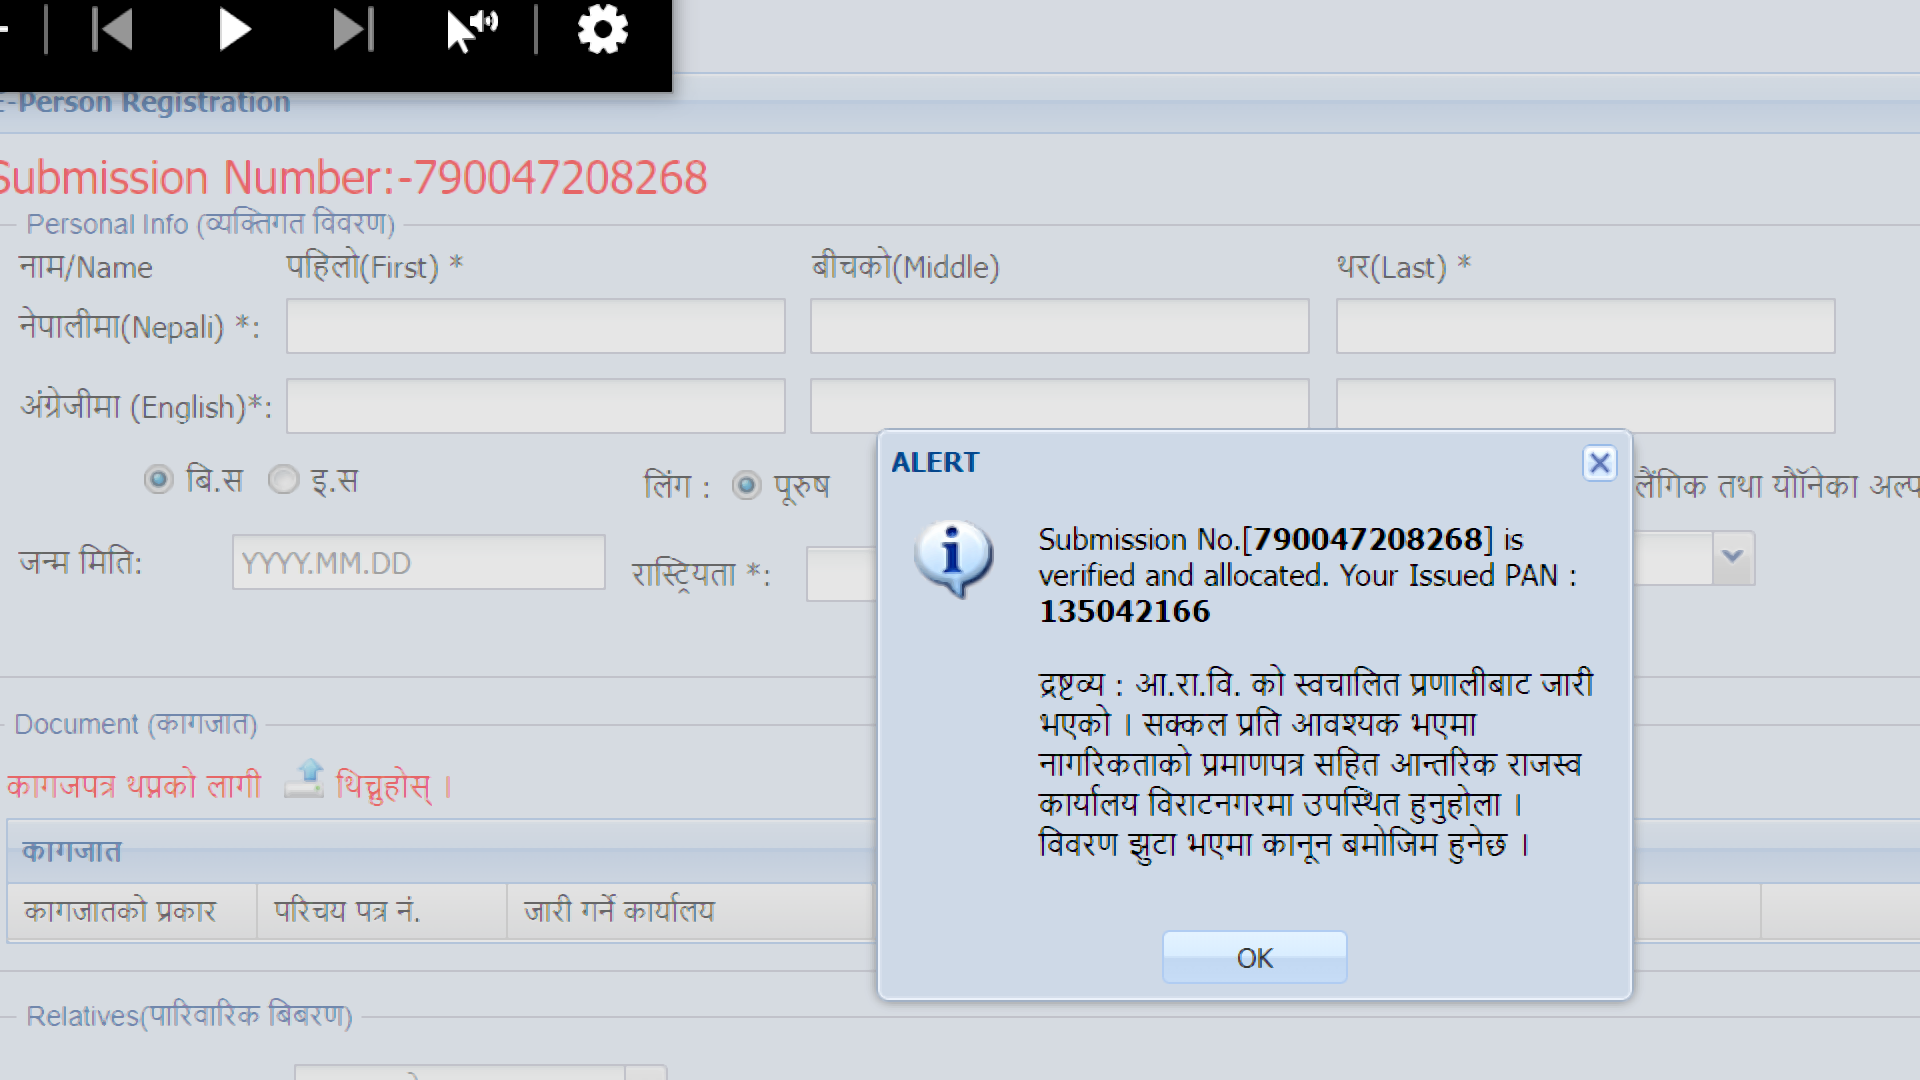 -Person Registration
Submission Number:-790047208268
Personal Info (व्यक्तिगत विवरण)
नाम/Name पहिलो(First) * बीचको(Middle) थर(Last) *
नेपालीमा(Nepali) *:
अंग्रेजीमा (English)*:
बि.स इ.स लिंग : पूरुष लैंगिक तथा यौंनिका अल्प
जन्म मिति: YYYY.MM.DD रास्ट्रियता *:
ALERT
Submission No.[790047208268] is
verified and allocated. Your Issued PAN :
135042166
द्रष्टव्य : आ.रा.वि. को स्वचालित प्रणालीबाट जारी
भएको । सक्कल प्रति आवश्यक भएमा
नागरिकताको प्रमाणपत्र सहित आन्तरिक राजस्व
कार्यालय विराटनगरमा उपस्थित हुनुहोला ।
विवरण झुटा भएमा कानून बमोजिम हुनेछ ।
OK
Document (कागजात)
कागजपत्र थप्नको लागी थिच्नुहोस् ।
कागजात
कागजातको प्रकार परिचय पत्र नं. जारी गर्ने कार्यालय
Relatives(पारिवारिक बिबरण)